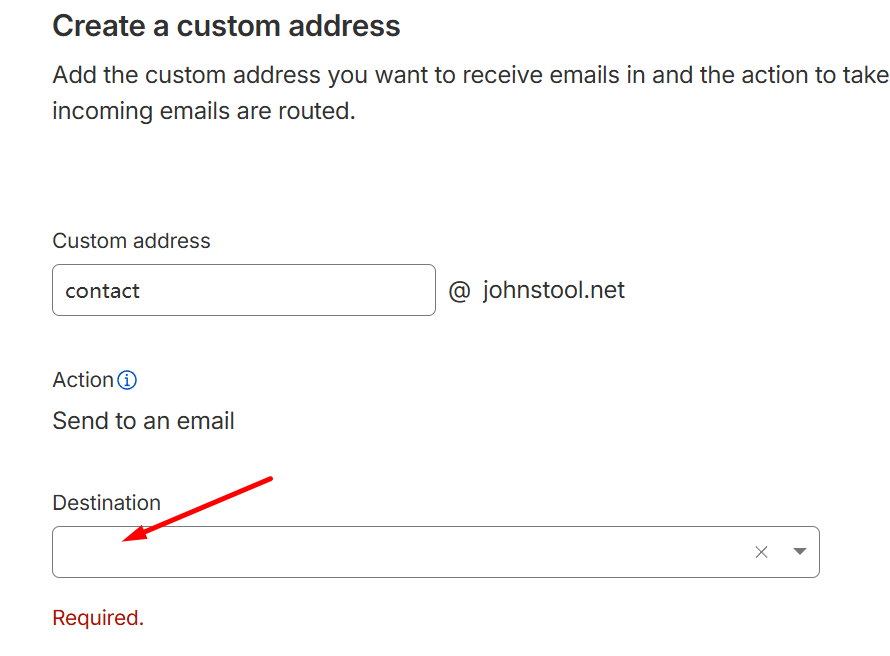 Create a custom address
Add the custom address you want to receive emails in and the action to take
incoming emails are routed.
Custom address
contact
@ johnstool.net
Action
Send to an email
Destination
Required.